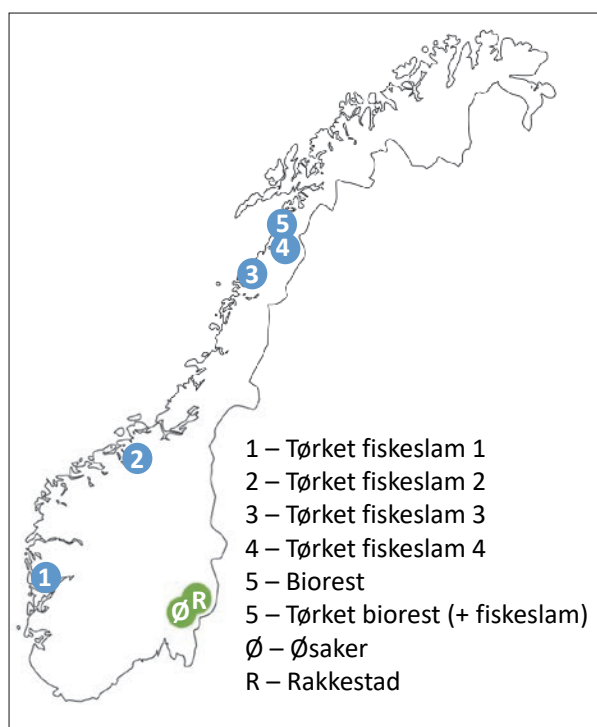 5
4
3
2
1
Ø R
1 – Tørket fiskeslam 1
2 – Tørket fiskeslam 2
3 – Tørket fiskeslam 3
4 – Tørket fiskeslam 4
5 – Biorest
5 – Tørket biorest (+ fiskeslam)
Ø – Øsaker
R – Rakkestad